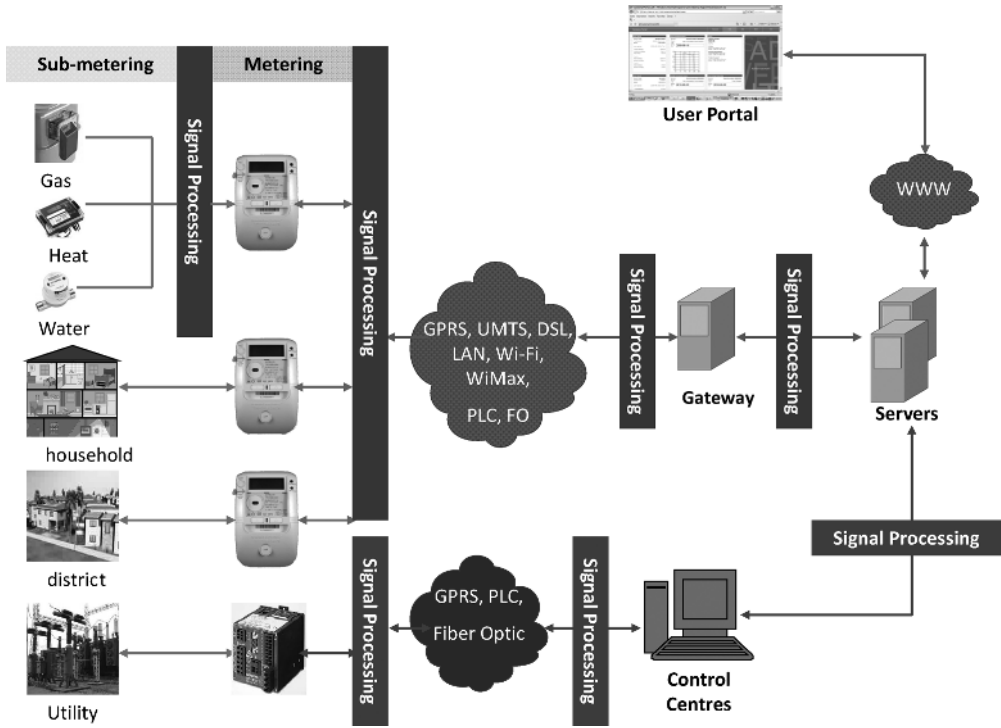 Sub-metering
Metering
Signal Processing
Gas
Heat
Water
household
district
Utility
Signal Processing
Signal Processing
GPRS, UMTS, DSL,
LAN, Wi-Fi,
WiMax,
PLC, FO
GPRS, PLC,
Fiber Optic
Signal Processing
Signal Processing
Gateway
Signal Processing
Servers
WWW
User Portal
AD
Signal Processing
Control
Centres